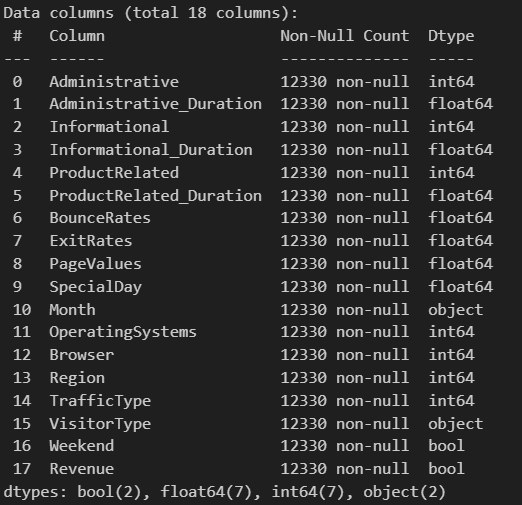 Data columns (total 18 columns):
 #   Column                   Non-Null Count  Dtype
---  ------                   --------------  -----
 0   Administrative           12330 non-null  int64
 1   Administrative_Duration  12330 non-null  float64
 2   Informational            12330 non-null  int64
 3   Informational_Duration   12330 non-null  float64
 4   ProductRelated           12330 non-null  int64
 5   ProductRelated_Duration  12330 non-null  float64
 6   BounceRates              12330 non-null  float64
 7   ExitRates                12330 non-null  float64
 8   PageValues               12330 non-null  float64
 9   SpecialDay               12330 non-null  float64
 10  Month                    12330 non-null  object
 11  OperatingSystems         12330 non-null  int64
 12  Browser                  12330 non-null  int64
 13  Region                   12330 non-null  int64
 14  TrafficType              12330 non-null  int64
 15  VisitorType              12330 non-null  object
 16  Weekend                  12330 non-null  bool
 17  Revenue                  12330 non-null  bool
dtypes: bool(2), float64(7), int64(7), object(2)